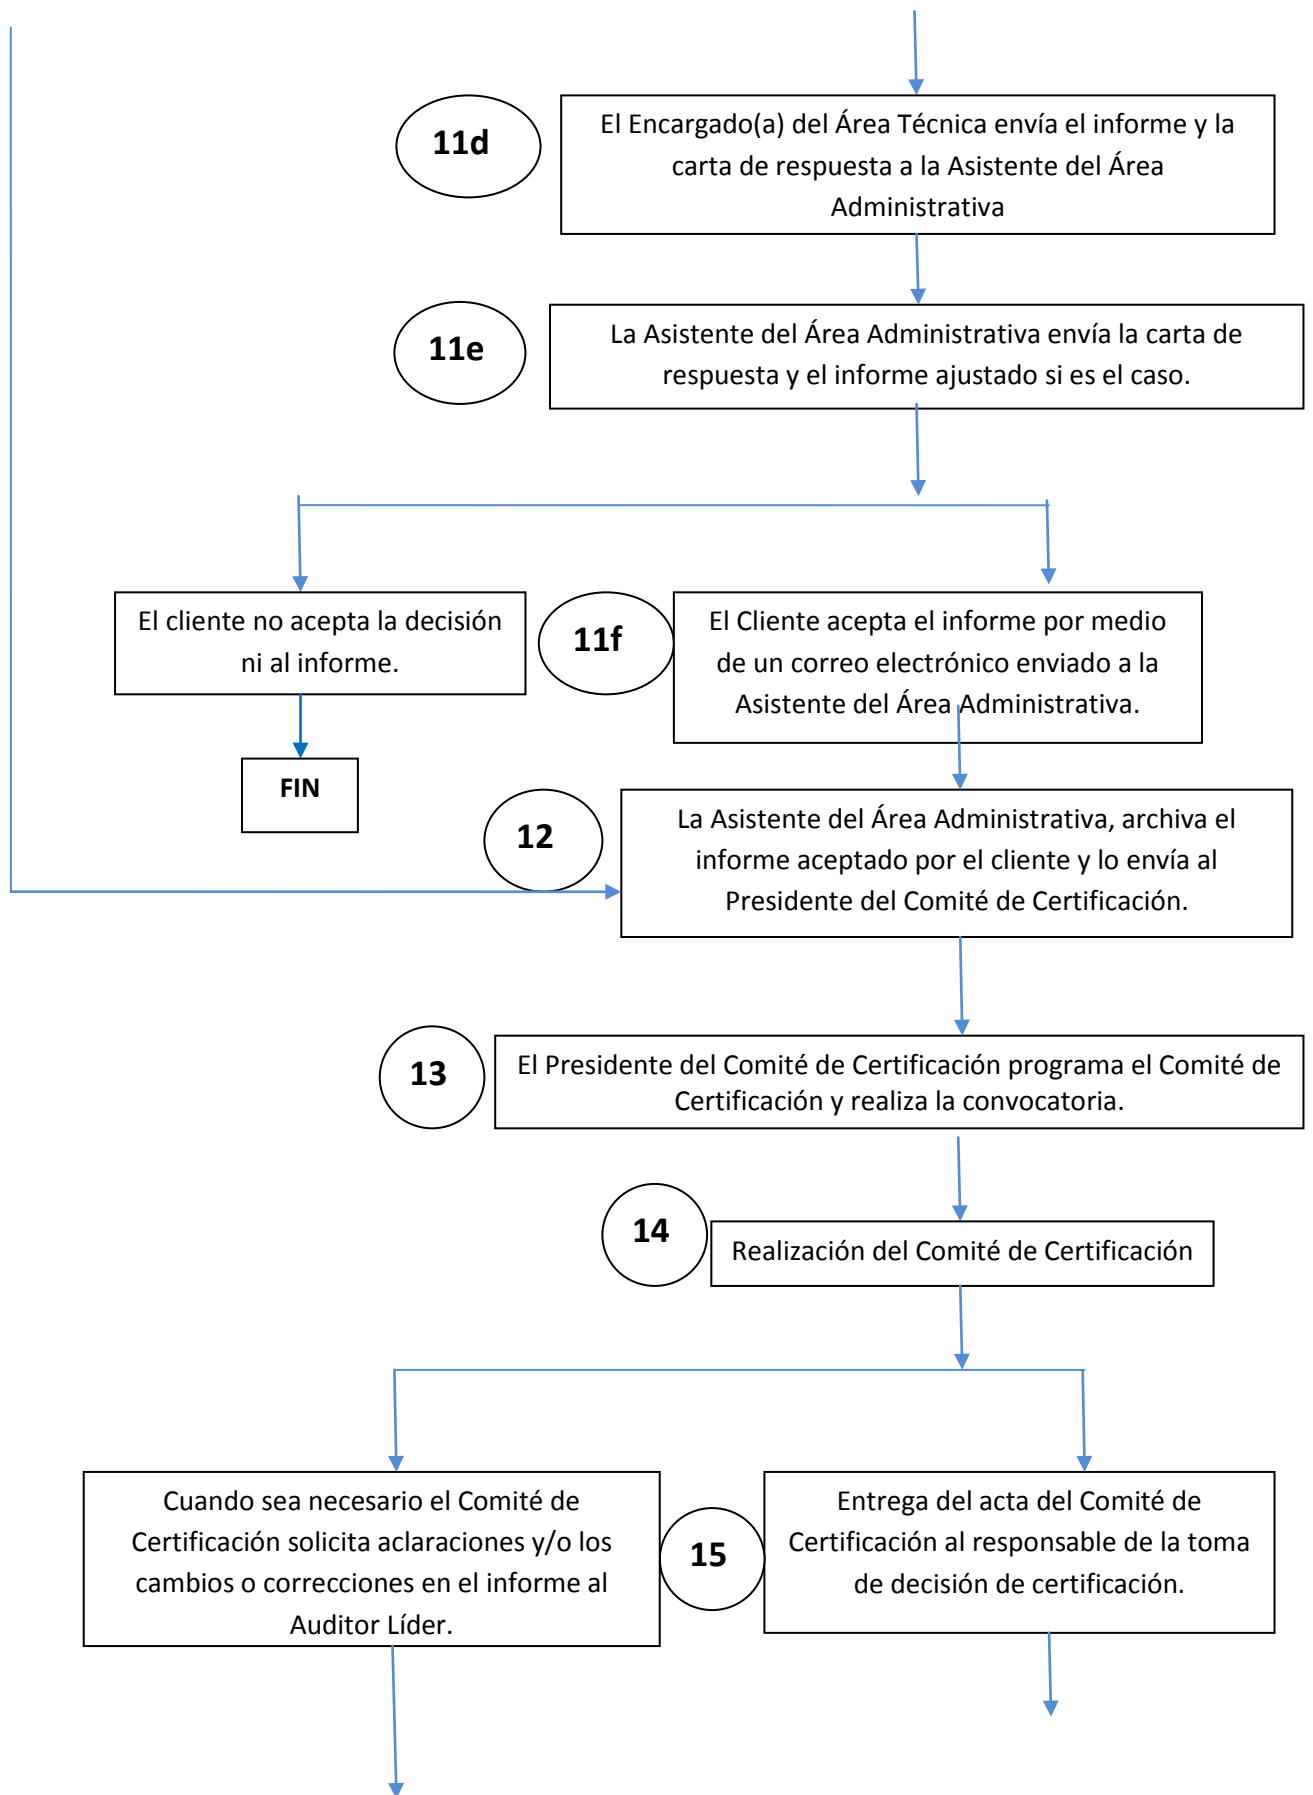 11d
El Encargado(a) del Área Técnica envía el informe y la
carta de respuesta a la Asistente del Área
Administrativa
11e
La Asistente del Área Administrativa envía la carta de
respuesta y el informe ajustado si es el caso.
El cliente no acepta la decisión
ni al informe.
11f
El Cliente acepta el informe por medio
de un correo electrónico enviado a la
Asistente del Área Administrativa.
FIN
12
La Asistente del Área Administrativa, archiva el
informe aceptado por el cliente y lo envía al
Presidente del Comité de Certificación.
13
El Presidente del Comité de Certificación programa el Comité de
Certificación y realiza la convocatoria.
14
Realización del Comité de Certificación
Cuando sea necesario el Comité de
Certificación solicita aclaraciones y/o los
cambios o correcciones en el informe al
Auditor Líder.
15
Entrega del acta del Comité de
Certificación al responsable de la toma
de decisión de certificación.